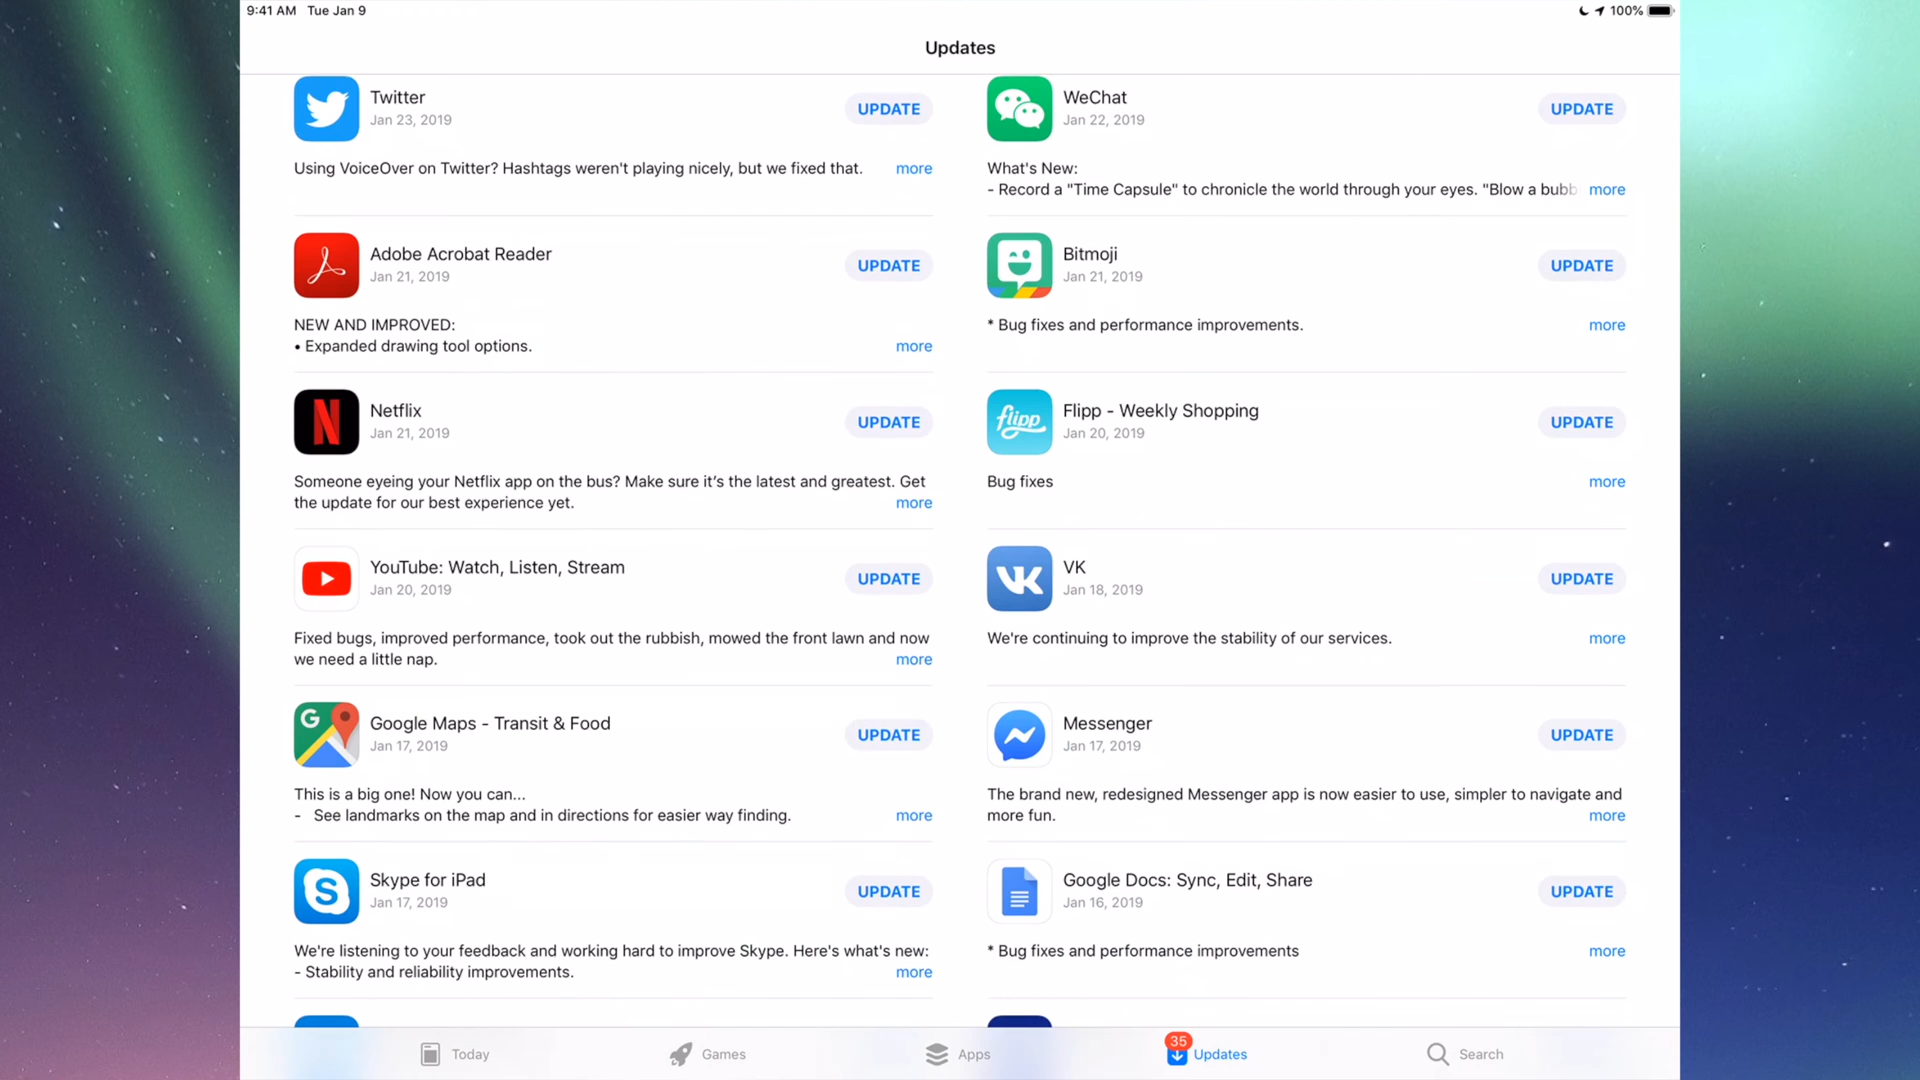 9:41 AM Tue Jan 9
100%
Updates
Twitter
Jan 23, 2019
UPDATE
Using VoiceOver on Twitter? Hashtags weren't playing nicely, but we fixed that.
more
WeChat
Jan 22, 2019
UPDATE
What's New:
- Record a "Time Capsule" to chronicle the world through your eyes. "Blow a bubb
more
Adobe Acrobat Reader
Jan 21, 2019
UPDATE
NEW AND IMPROVED:
• Expanded drawing tool options.
more
Bitmoji
Jan 21, 2019
UPDATE
* Bug fixes and performance improvements.
more
N
Netflix
Jan 21, 2019
UPDATE
Someone eyeing your Netflix app on the bus? Make sure it’s the latest and greatest. Get
the update for our best experience yet.
more
flipp
Flipp - Weekly Shopping
Jan 20, 2019
UPDATE
Bug fixes
more
YouTube: Watch, Listen, Stream
Jan 20, 2019
UPDATE
Fixed bugs, improved performance, took out the rubbish, mowed the front lawn and now
we need a little nap.
more
VK
VK
Jan 18, 2019
UPDATE
We're continuing to improve the stability of our services.
more
G
Google Maps - Transit & Food
Jan 17, 2019
UPDATE
This is a big one! Now you can...
- See landmarks on the map and in directions for easier way finding.
more
Messenger
Jan 17, 2019
UPDATE
The brand new, redesigned Messenger app is now easier to use, simpler to navigate and
more fun.
more
S
Skype for iPad
Jan 17, 2019
UPDATE
We're listening to your feedback and working hard to improve Skype. Here's what's new:
- Stability and reliability improvements.
more
Google Docs: Sync, Edit, Share
Jan 16, 2019
UPDATE
* Bug fixes and performance improvements
more
Today
Games
Apps
35
Updates
Search